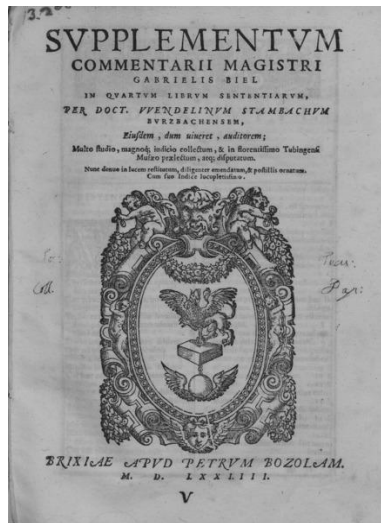 SVPPLEMENTVM
COMMENTARII MAGISTRI
GABRIELIS BIEL
IN QVARTVM LIBRVM SENTENTIARVM,
PER DOCT. VVENDELINVM STAMBACHVM
BVRZBACHENSEM,
Eiusdem, dum uiueret, auditorem;
Multo studio, magnoq; iudicio collectum, & in florentissimo Tubingensi
Musæo prælectum, atq; disputatum.
Nunc denuo in lucem restitutum, diligenter emendatum, & postillis ornatum.
Cum suo Indice locupletissimo.
BRIXIAE APVD PETRVM BOZOLAM.
M. D. LXXIIII.
V